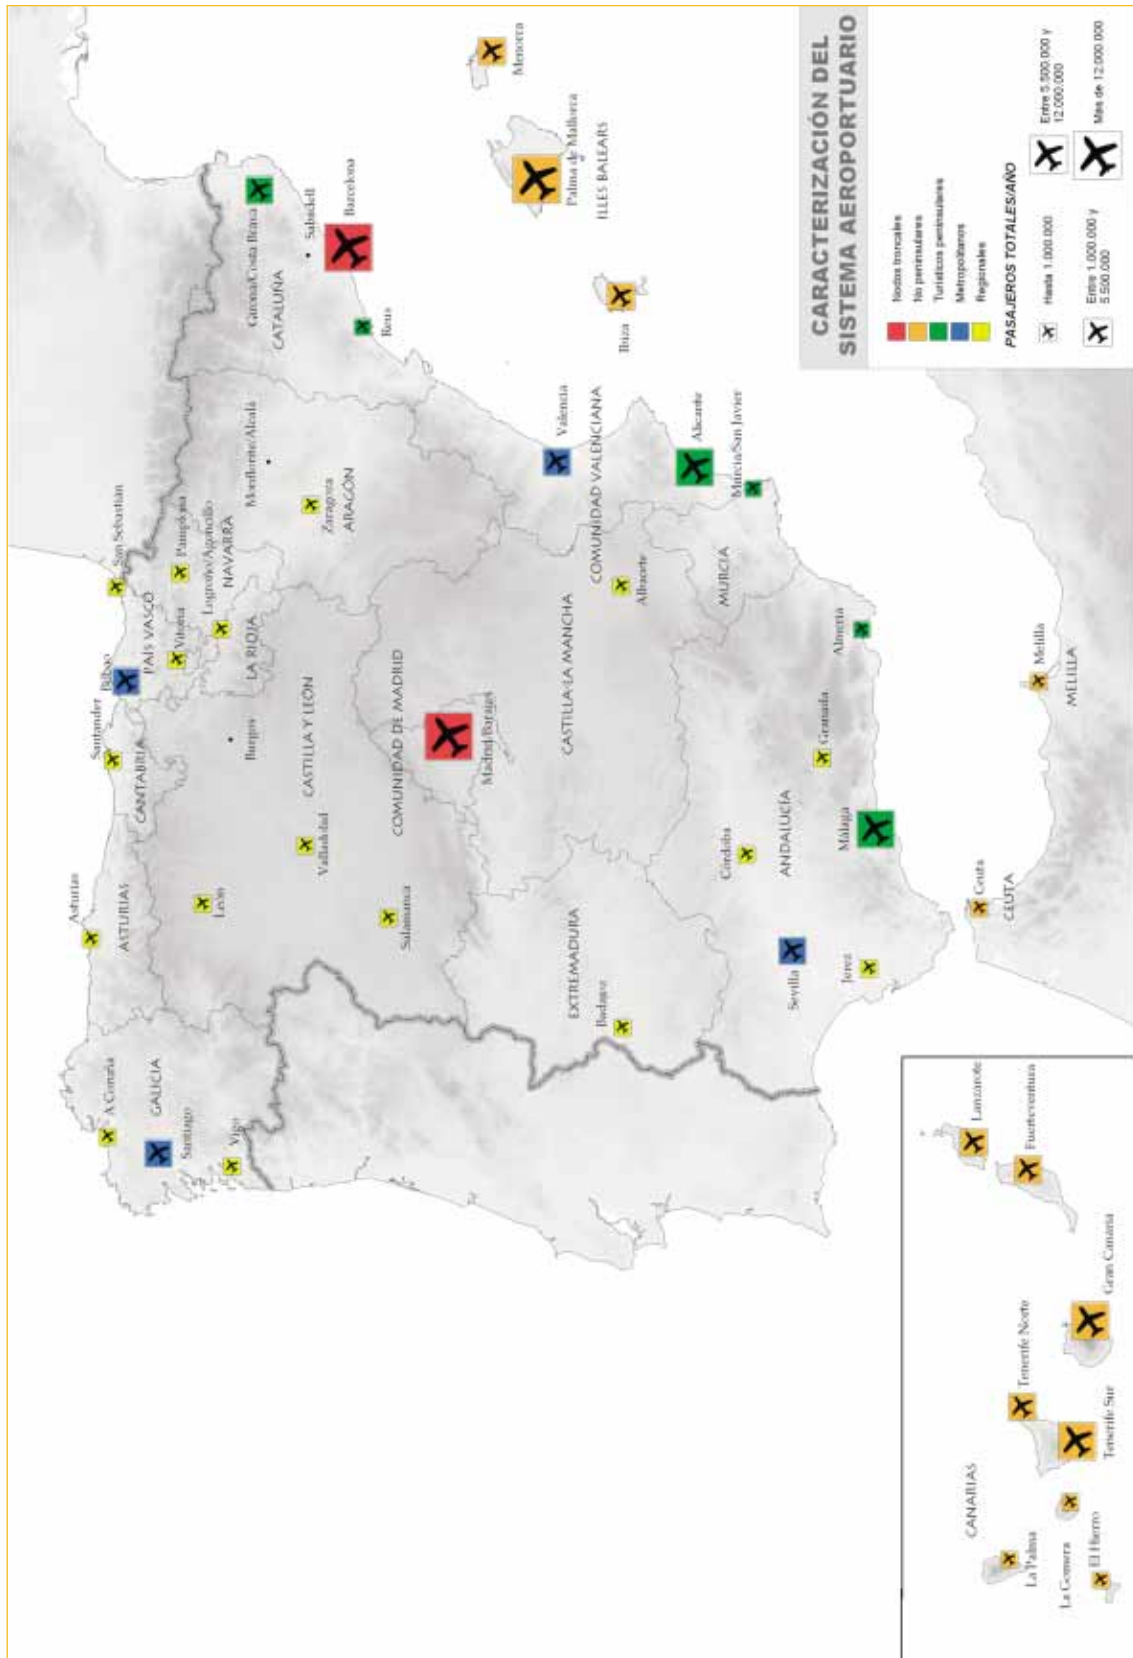 CARACTERIZACIÓN DEL
SISTEMA AEROPORTUARIO
Nodos troncales
No peninsulares
Turísticos peninsulares
Metropolitanos
Regionales
PASAJEROS TOTALES/AÑO
Hasta 1.000.000
Entre 5.500.000 y
12.000.000
Entre 1.000.000 y
5.500.000
Mas de 12.000.000
A Coruña
GALICIA
Santiago
Vigo
Asturias
ASTURIAS
Santander
CANTABRIA
Bilbao
PAÍS VASCO
Vitoria
San Sebastián
Pamplona
Logroño/Agoncillo
NAVARRA
LA RIOJA
León
Burgos
CASTILLA Y LEÓN
Valladolid
Salamanca
Monflorite/Alcalá
Zaragoza
ARAGÓN
Girona/Costa Brava
CATALUÑA
Sabadell
Barcelona
Reus
COMUNIDAD DE MADRID
Madrid/Barajas
CASTILLA-LA MANCHA
Albacete
COMUNIDAD VALENCIANA
Valencia
Alicante
Murcia/San Javier
MURCIA
Menorca
Palma de Mallorca
ILLES BALEARS
Ibiza
EXTREMADURA
Badajoz
Córdoba
ANDALUCÍA
Sevilla
Jerez
Málaga
Granada
Almería
Ceuta
CEUTA
Melilla
MELILLA
CANARIAS
La Palma
La Gomera
El Hierro
Tenerife Norte
Tenerife Sur
Gran Canaria
Fuerteventura
Lanzarote